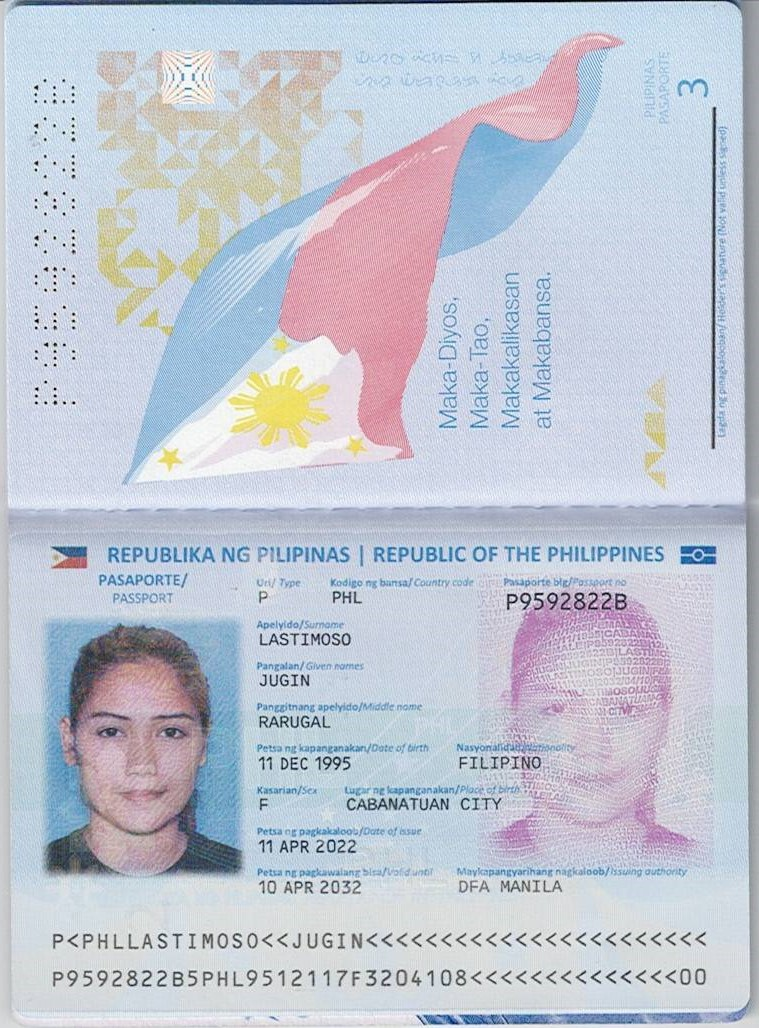 P9592822B
PILIPINAS
PASAPORTE
3
Maka-Diyos,
Maka-Tao,
Makakalikasan
at Makabansa.
Lagda ng pinagkalooban/ Holder's signature (Not valid unless signed)
REPUBLIKA NG PILIPINAS | REPUBLIC OF THE PHILIPPINES
PASAPORTE/
PASSPORT
Uri/ Type Kodigo ng bansa/ Country code Pasaporte blg/Passport no
P PHL P9592822B
Apelyido/Surname
LASTIMOSO
Pangalan/ Given names
JUGIN
Panggitnang apelyido/Middle name
RARUGAL
Petsa ng kapanganakan/Date of birth Nasyonalidad/Nationality
11 DEC 1995 FILIPINO
Kasarian/Sex Lugar ng kapanganakan/Place of birth
F CABANATUAN CITY
Petsa ng pagkakaloob/Date of issue
11 APR 2022
Petsa ng pagkawalang bisa/Valid until Maykapangyarihang nagkaloob/Issuing authority
10 APR 2032 DFA MANILA
P<PHLLASTIMOSO<<JUGIN<<<<<<<<<<<<<<<<<<<<<<<
P9592822B5PHL9512117F3204108<<<<<<<<<<<<<<00